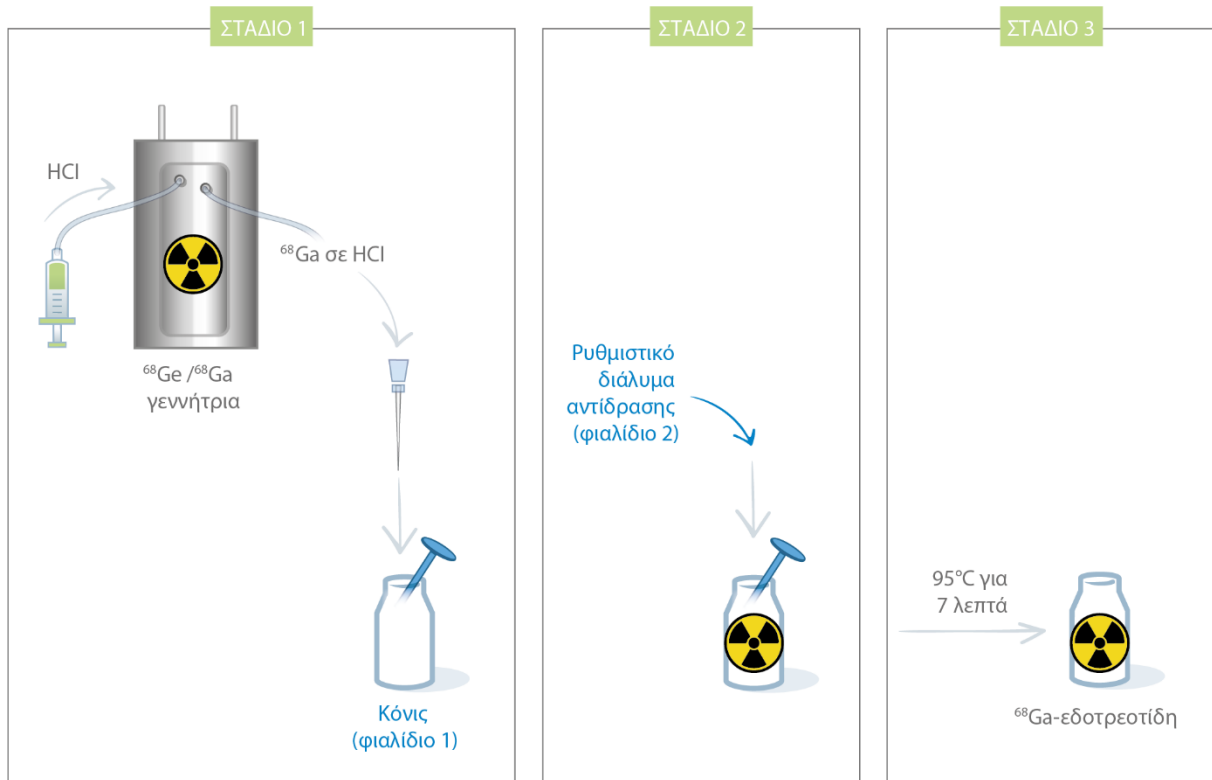 ΣΤΑΔΙΟ 1
HCl
⁶⁸Ga σε HCl
⁶⁸Ge /⁶⁸Ga
γεννήτρια
Κόνις
(φιαλίδιο 1)
ΣΤΑΔΙΟ 2
Ρυθμιστικό
διάλυμα
αντίδρασης
(φιαλίδιο 2)
ΣΤΑΔΙΟ 3
95°C για
7 λεπτά
⁶⁸Ga-εδοτρεοτίδη